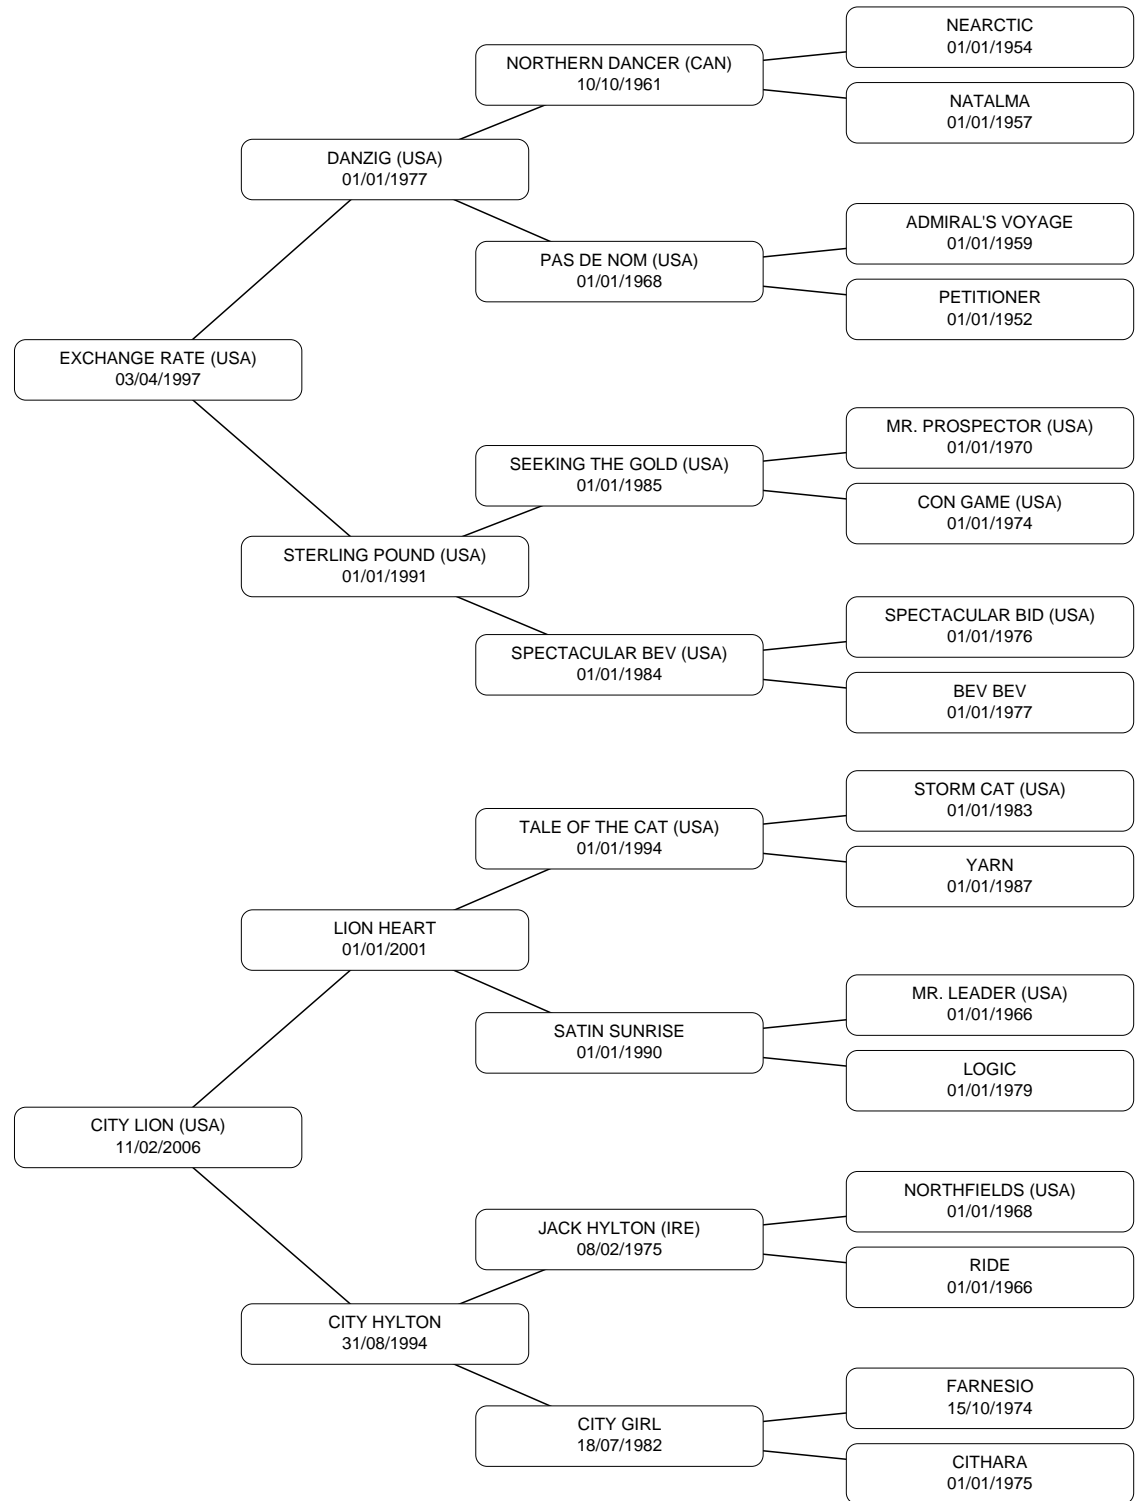 NEARCTIC
01/01/1954
NORTHERN DANCER (CAN)
10/10/1961
NATALMA
01/01/1957
DANZIG (USA)
01/01/1977
ADMIRAL'S VOYAGE
01/01/1959
PAS DE NOM (USA)
01/01/1968
PETITIONER
01/01/1952
EXCHANGE RATE (USA)
03/04/1997
MR. PROSPECTOR (USA)
01/01/1970
SEEKING THE GOLD (USA)
01/01/1985
CON GAME (USA)
01/01/1974
STERLING POUND (USA)
01/01/1991
SPECTACULAR BID (USA)
01/01/1976
SPECTACULAR BEV (USA)
01/01/1984
BEV BEV
01/01/1977
STORM CAT (USA)
01/01/1983
TALE OF THE CAT (USA)
01/01/1994
YARN
01/01/1987
LION HEART
01/01/2001
MR. LEADER (USA)
01/01/1966
SATIN SUNRISE
01/01/1990
LOGIC
01/01/1979
CITY LION (USA)
11/02/2006
NORTHFIELDS (USA)
01/01/1968
JACK HYLTON (IRE)
08/02/1975
RIDE
01/01/1966
CITY HYLTON
31/08/1994
FARNESIO
15/10/1974
CITY GIRL
18/07/1982
CITHARA
01/01/1975